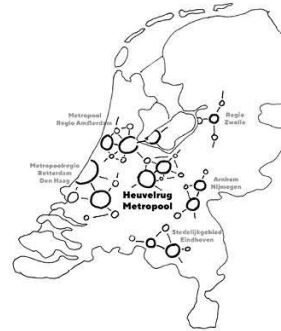 Metropool
Regio Amsterdam
Regio
Zwolle
Metropoolregio
Rotterdam
Den Haag
Arnhem
Nijmegen
Heuvelrug
Metropool
Stedelijkgebied
Eindhoven